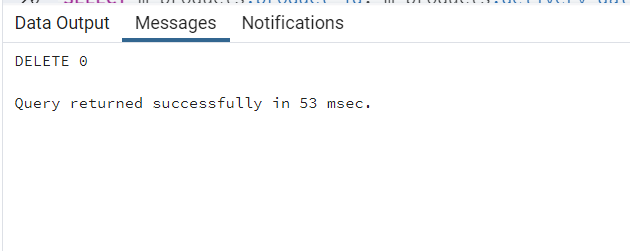 Data Output Messages Notifications
DELETE 0
Query returned successfully in 53 msec.